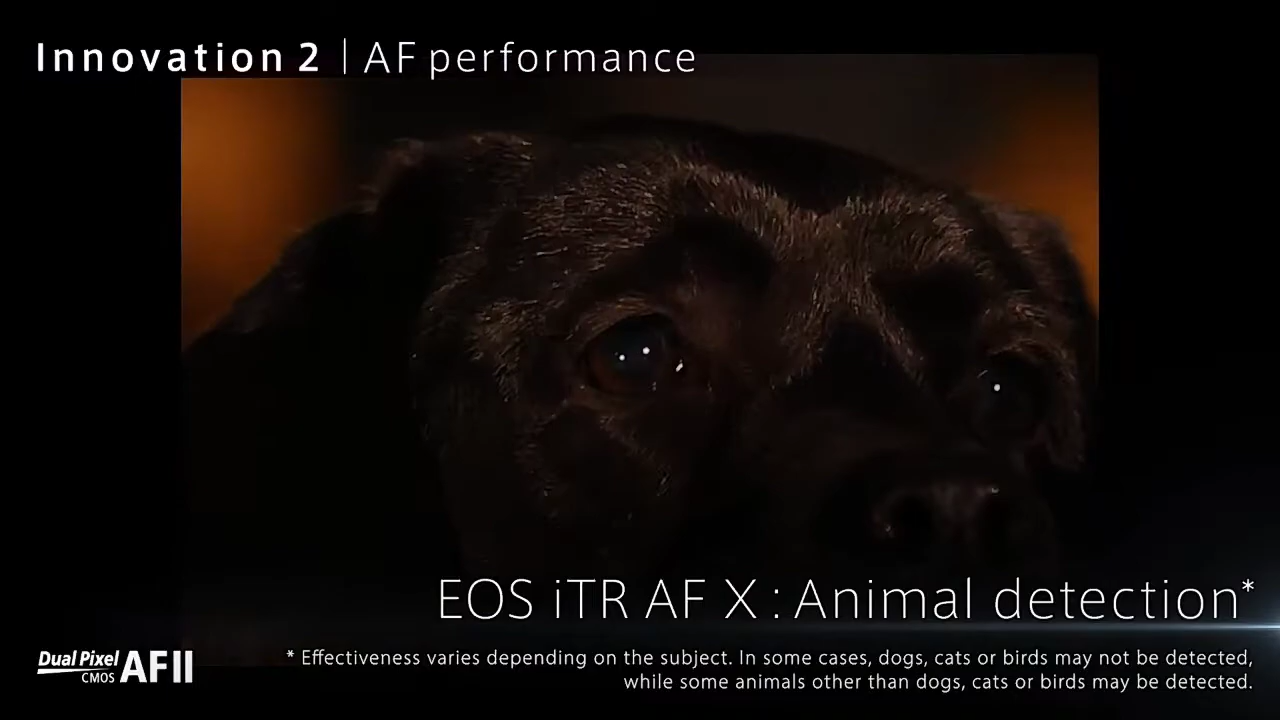 Innovation 2 | AF performance
EOS iTR AF X : Animal detection*
Dual Pixel
CMOS AF II
* Effectiveness varies depending on the subject. In some cases, dogs, cats or birds may not be detected,
while some animals other than dogs, cats or birds may be detected.